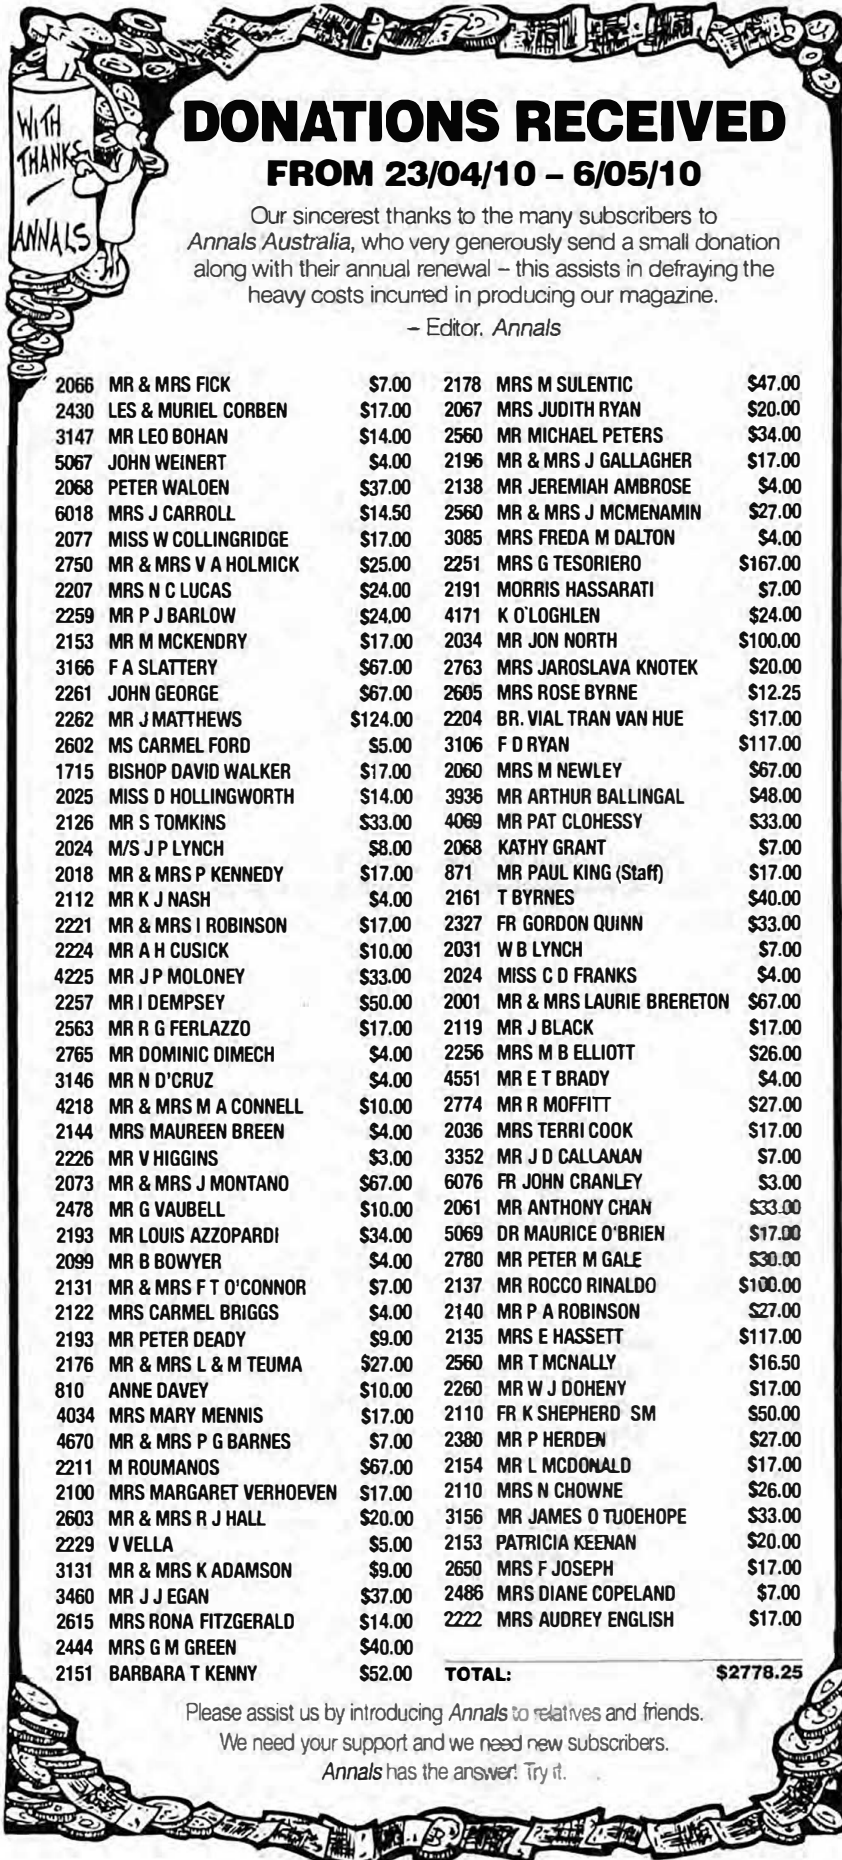 WITH
THANKS
ANNALS
DONATIONS RECEIVED
FROM 23/04/10 – 6/05/10
Our sincerest thanks to the many subscribers to
Annals Australia, who very generously send a small donation
along with their annual renewal – this assists in defraying the
heavy costs incurred in producing our magazine.
– Editor. Annals
2066 MR & MRS FICK $7.00
2430 LES & MURIEL CORBEN $17.00
3147 MR LEO BOHAN $14.00
5067 JOHN WEINERT $4.00
2068 PETER WALOEN $37.00
6018 MRS J CARROLL $14.50
2077 MISS W COLLINGRIDGE $17.00
2750 MR & MRS V A HOLMICK $25.00
2207 MRS N C LUCAS $24.00
2259 MR P J BARLOW $24.00
2153 MR M MCKENDRY $17.00
3166 F A SLATTERY $67.00
2261 JOHN GEORGE $67.00
2262 MR J MATTHEWS $124.00
2602 MS CARMEL FORD $5.00
1715 BISHOP DAVID WALKER $17.00
2025 MISS D HOLLINGWORTH $14.00
2126 MR S TOMKINS $33.00
2024 M/S J P LYNCH $8.00
2018 MR & MRS P KENNEDY $17.00
2112 MR K J NASH $4.00
2221 MR & MRS I ROBINSON $17.00
2224 MR A H CUSICK $10.00
4225 MR J P MOLONEY $33.00
2257 MR I DEMPSEY $50.00
2563 MR R G FERLAZZO $17.00
2765 MR DOMINIC DIMECH $4.00
3146 MR N D'CRUZ $4.00
4218 MR & MRS M A CONNELL $10.00
2144 MRS MAUREEN BREEN $4.00
2226 MR V HIGGINS $3.00
2073 MR & MRS J MONTANO $67.00
2478 MR G VAUBELL $10.00
2193 MR LOUIS AZZOPARDI $34.00
2099 MR B BOWYER $4.00
2131 MR & MRS F T O'CONNOR $7.00
2122 MRS CARMEL BRIGGS $4.00
2193 MR PETER DEADY $9.00
2176 MR & MRS L & M TEUMA $27.00
810 ANNE DAVEY $10.00
4034 MRS MARY MENNIS $17.00
4670 MR & MRS P G BARNES $7.00
2211 M ROUMANOS $67.00
2100 MRS MARGARET VERHOEVEN $17.00
2603 MR & MRS R J HALL $20.00
2229 V VELLA $5.00
3131 MR & MRS K ADAMSON $9.00
3460 MR J J EGAN $37.00
2615 MRS RONA FITZGERALD $14.00
2444 MRS G M GREEN $40.00
2151 BARBARA T KENNY $52.00
2178 MRS M SULENTIC $47.00
2067 MRS JUDITH RYAN $20.00
2560 MR MICHAEL PETERS $34.00
2196 MR & MRS J GALLAGHER $17.00
2138 MR JEREMIAH AMBROSE $4.00
2560 MR & MRS J MCMENAMIN $27.00
3085 MRS FREDA M DALTON $4.00
2251 MRS G TESORIERO $167.00
2191 MORRIS HASSARATI $7.00
4171 K O'LOGHLEN $24.00
2034 MR JON NORTH $100.00
2763 MRS JAROSLAVA KNOTEK $20.00
2605 MRS ROSE BYRNE $12.25
2204 BR. VIAL TRAN VAN HUE $17.00
3106 F D RYAN $117.00
2060 MRS M NEWLEY $67.00
3936 MR ARTHUR BALLINGAL $48.00
4069 MR PAT CLOHESSY $33.00
2068 KATHY GRANT $7.00
871 MR PAUL KING (Staff) $17.00
2161 T BYRNES $40.00
2327 FR GORDON QUINN $33.00
2031 W B LYNCH $7.00
2024 MISS C D FRANKS $4.00
2001 MR & MRS LAURIE BRERETON $67.00
2119 MR J BLACK $17.00
2256 MRS M B ELLIOTT $26.00
4551 MR E T BRADY $4.00
2774 MR R MOFFITT $27.00
2036 MRS TERRI COOK $17.00
3352 MR J D CALLANAN $7.00
6076 FR JOHN CRANLEY $3.00
2061 MR ANTHONY CHAN $33.00
5069 DR MAURICE O'BRIEN $17.00
2780 MR PETER M GALE $30.00
2137 MR ROCCO RINALDO $100.00
2140 MR P A ROBINSON $27.00
2135 MRS E HASSETT $117.00
2560 MR T MCNALLY $16.50
2260 MR W J DOHENY $17.00
2110 FR K SHEPHERD SM $50.00
2380 MR P HERDEN $27.00
2154 MR L MCDONALD $17.00
2110 MRS N CHOWNE $26.00
3156 MR JAMES O TUOEHOPE $33.00
2153 PATRICIA KEENAN $20.00
2650 MRS F JOSEPH $17.00
2486 MRS DIANE COPELAND $7.00
2222 MRS AUDREY ENGLISH $17.00
TOTAL: $2778.25
Please assist us by introducing Annals to relatives and friends.
We need your support and we need new subscribers.
Annals has the answer! Try it.